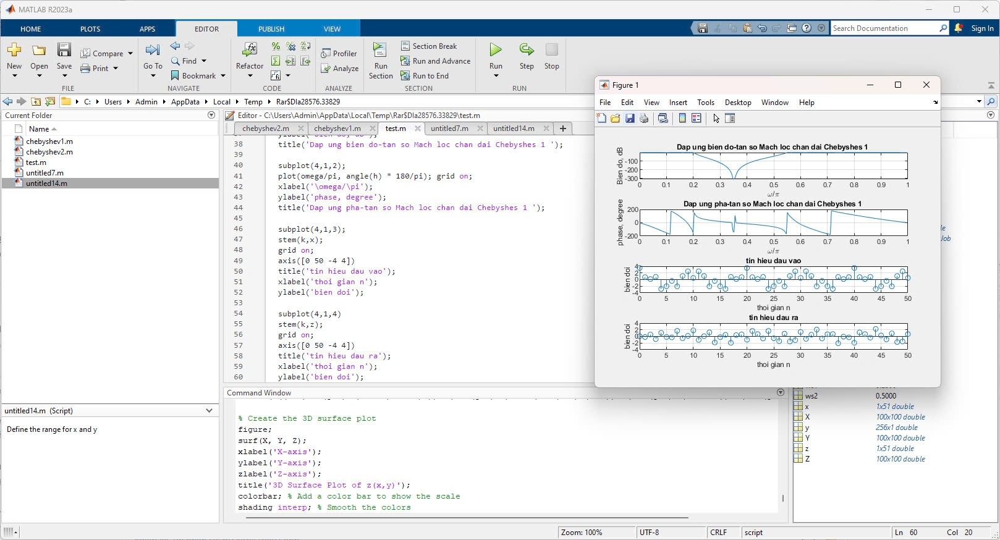 MATLAB R2023a
HOME PLOTS APPS EDITOR PUBLISH VIEW Search Documentation Sign In
New Open Save Compare Print
Go To Find Bookmark
Refactor
Profiler Analyze
Run Section Section Break Run and Advance Run to End
Run Step Stop
FILE NAVIGATE CODE ANALYZE SECTION RUN
C: Users Admin AppData Local Temp Rar$DIa28576.33829
Current Folder
Name
chebyshev1.m
chebyshev2.m
test.m
untitled7.m
untitled14.m
untitled14.m (Script)
Define the range for x and y
Editor - C:\Users\Admin\AppData\Local\Temp\Rar$DIa28576.33829\test.m
chebyshev2.m chebyshev1.m test.m untitled7.m untitled14.m
38 title('Dap ung bien do-tan so Mach loc chan dai Chebyshes 1 ');
39
40 subplot(4,1,2);
41 plot(omega/pi, angle(h) * 180/pi); grid on;
42 xlabel('\omega/\pi');
43 ylabel('phase, degree');
44 title('Dap ung pha-tan so Mach loc chan dai Chebyshes 1 ');
45
46 subplot(4,1,3);
47 stem(k,x);
48 grid on;
49 axis([0 50 -4 4])
50 title('tin hieu dau vao');
51 xlabel('thoi gian n');
52 ylabel('bien doi');
53
54 subplot(4,1,4)
55 stem(k,z);
56 grid on;
57 axis([0 50 -4 4])
58 title('tin hieu dau ra');
59 xlabel('thoi gian n');
60 ylabel('bien doi');
Command Window
% Create the 3D surface plot
figure;
surf(X, Y, Z);
xlabel('X-axis');
ylabel('Y-axis');
zlabel('Z-axis');
title('3D Surface Plot of z(x,y)');
colorbar; % Add a color bar to show the scale
shading interp; % Smooth the colors
Figure 1
File Edit View Insert Tools Desktop Window Help
Dap ung bien do-tan so Mach loc chan dai Chebyshes 1
Bien do, dB
-100
-200
-300
0 0.1 0.2 0.3 0.4 0.5 0.6 0.7 0.8 0.9 1
ω/π
Dap ung pha-tan so Mach loc chan dai Chebyshes 1
phase, degree
200
0
-200
0 0.1 0.2 0.3 0.4 0.5 0.6 0.7 0.8 0.9 1
ω/π
tin hieu dau vao
bien doi
4
2
0
-2
-4
0 5 10 15 20 25 30 35 40 45 50
thoi gian n
tin hieu dau ra
bien doi
4
2
0
-2
-4
0 5 10 15 20 25 30 35 40 45 50
thoi gian n
ws2 0.5000
x 1x51 double
X 100x100 double
y 256x1 double
Y 100x100 double
z 1x51 double
Z 100x100 double
Zoom: 100% UTF-8 CRLF script Ln 60 Col 20